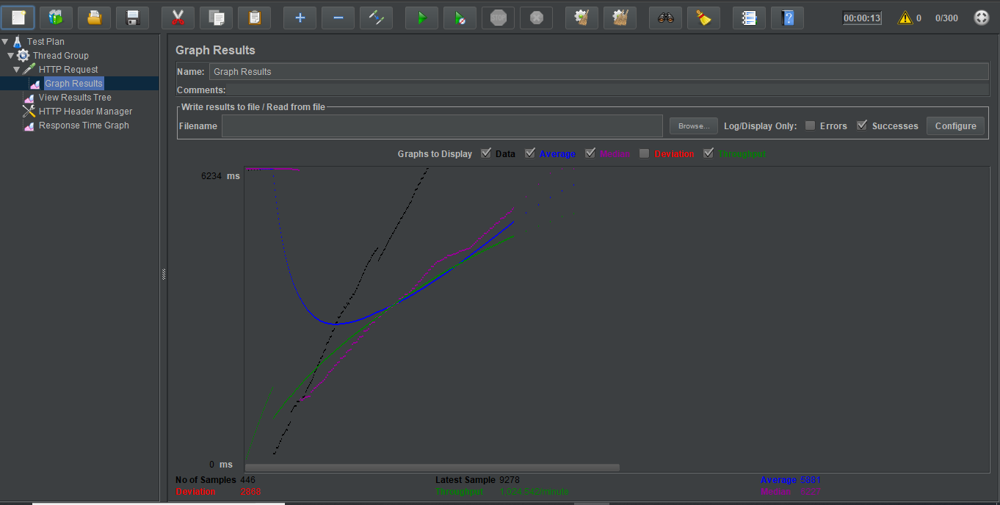 STOP
00:00:13 0 0/300
Test Plan
Thread Group
HTTP Request
Graph Results
View Results Tree
HTTP Header Manager
Response Time Graph
Graph Results
Name: Graph Results
Comments:
Write results to file / Read from file
Filename Browse... Log/Display Only: Errors Successes Configure
Graphs to Display Data Average Median Deviation Throughput
6234 ms
0 ms
No of Samples 446 Latest Sample 9278 Average 5881
Deviation 2868 Throughput 1,024.542/minute Median